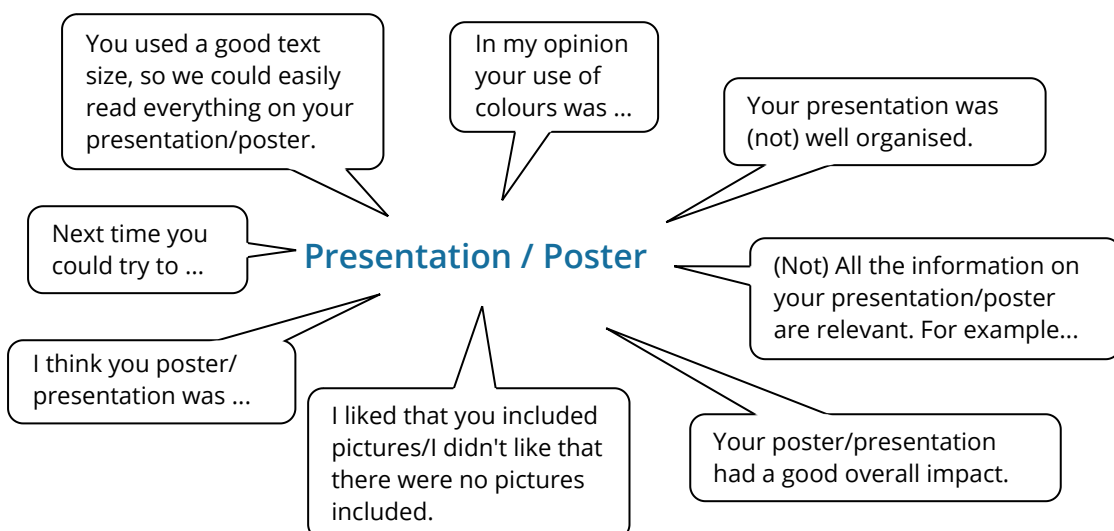 You used a good text
size, so we could easily
read everything on your
presentation/poster.
In my opinion
your use of
colours was ...
Your presentation was
(not) well organised.
Next time you
could try to ...
Presentation / Poster
(Not) All the information on
your presentation/poster
are relevant. For example...
I think you poster/
presentation was ...
I liked that you included
pictures/I didn't like that
there were no pictures
included.
Your poster/presentation
had a good overall impact.